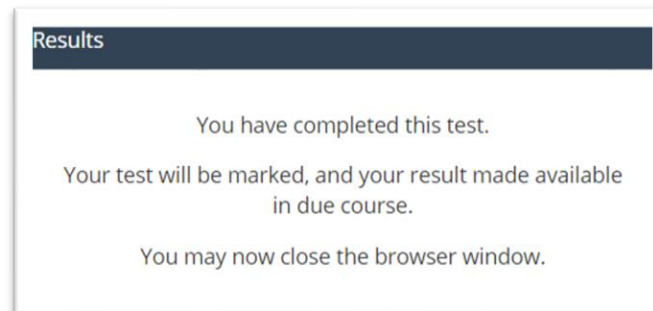 Results
You have completed this test.
Your test will be marked, and your result made available
in due course.
You may now close the browser window.